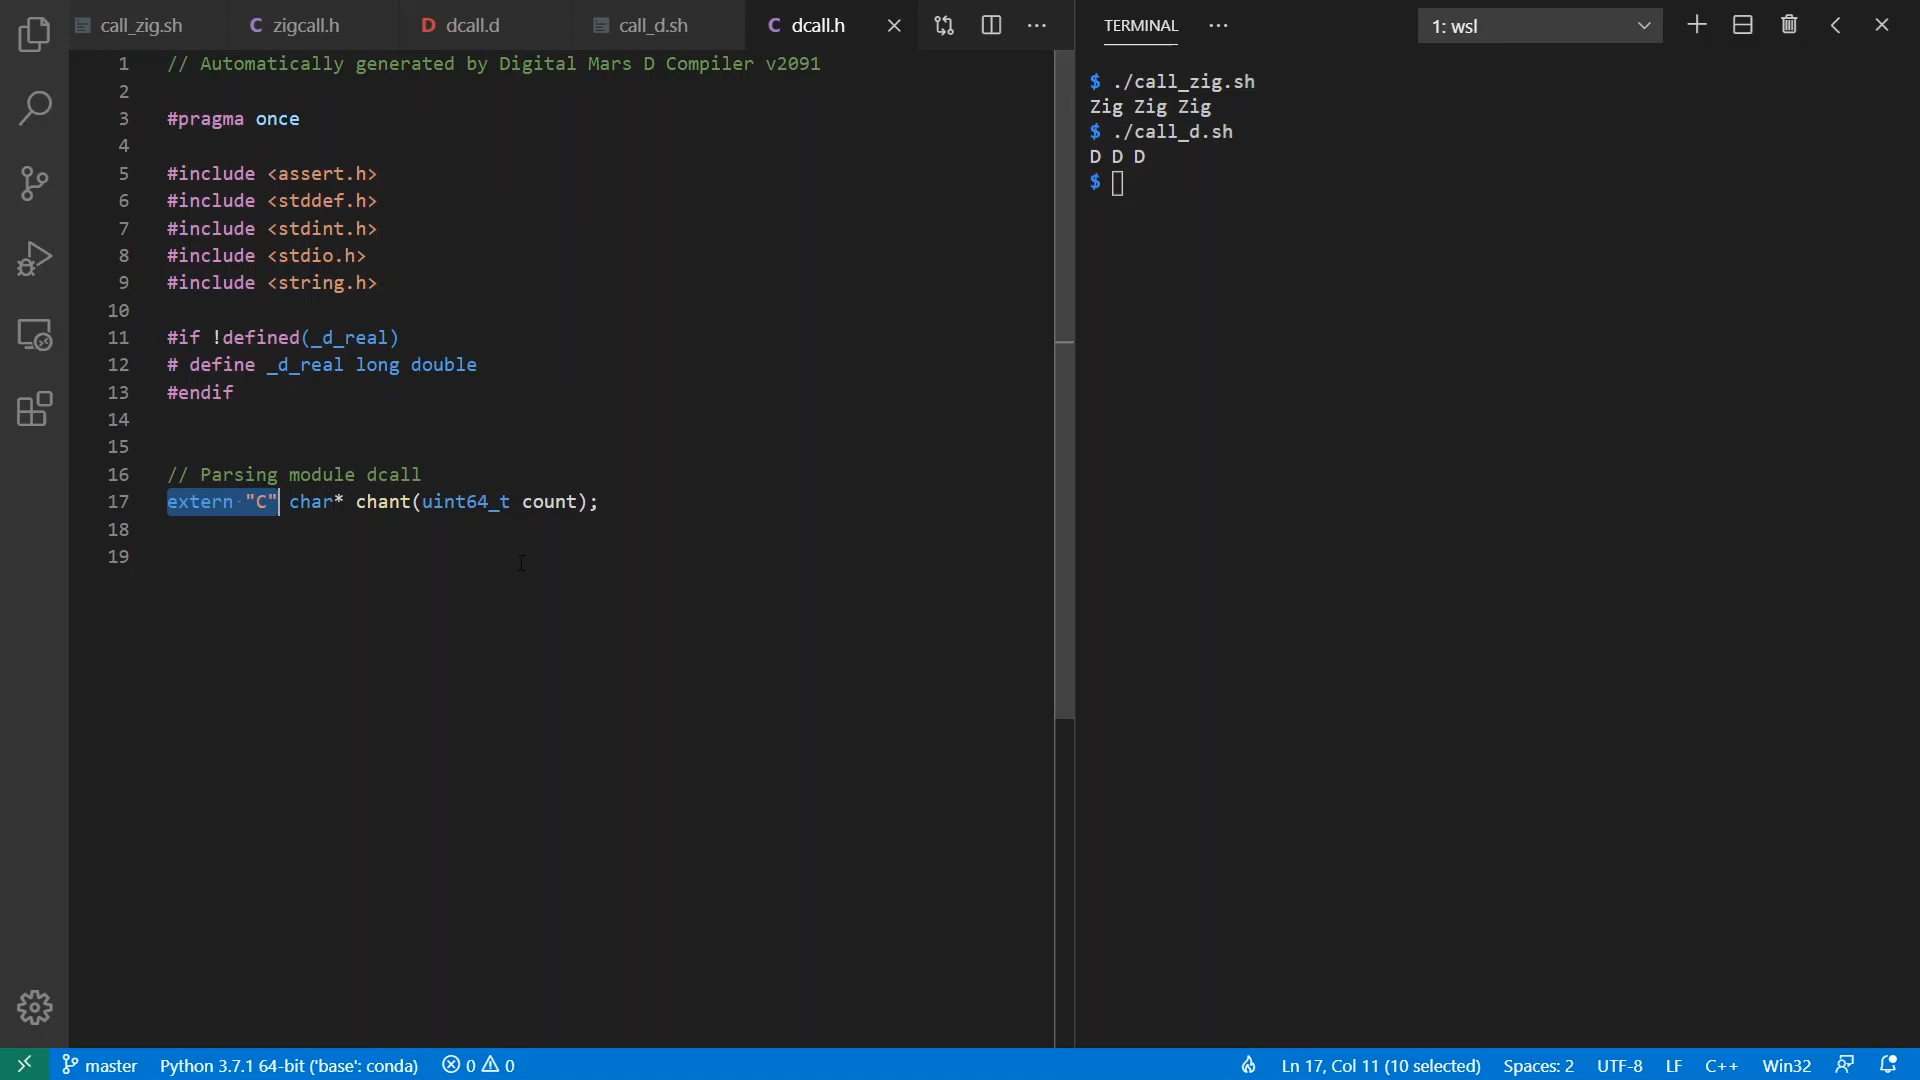 call_zig.sh
C zigcall.h
D dcall.d
call_d.sh
C dcall.h
TERMINAL
1: wsl
1 // Automatically generated by Digital Mars D Compiler v2091
2
3 #pragma once
4
5 #include <assert.h>
6 #include <stddef.h>
7 #include <stdint.h>
8 #include <stdio.h>
9 #include <string.h>
10
11 #if !defined(_d_real)
12 # define _d_real long double
13 #endif
14
15
16 // Parsing module dcall
17 extern "C" char* chant(uint64_t count);
18
19
$ ./call_zig.sh
Zig Zig Zig
$ ./call_d.sh
D D D
$
master
Python 3.7.1 64-bit ('base': conda)
0
0
Ln 17, Col 11 (10 selected)
Spaces: 2
UTF-8
LF
C++
Win32